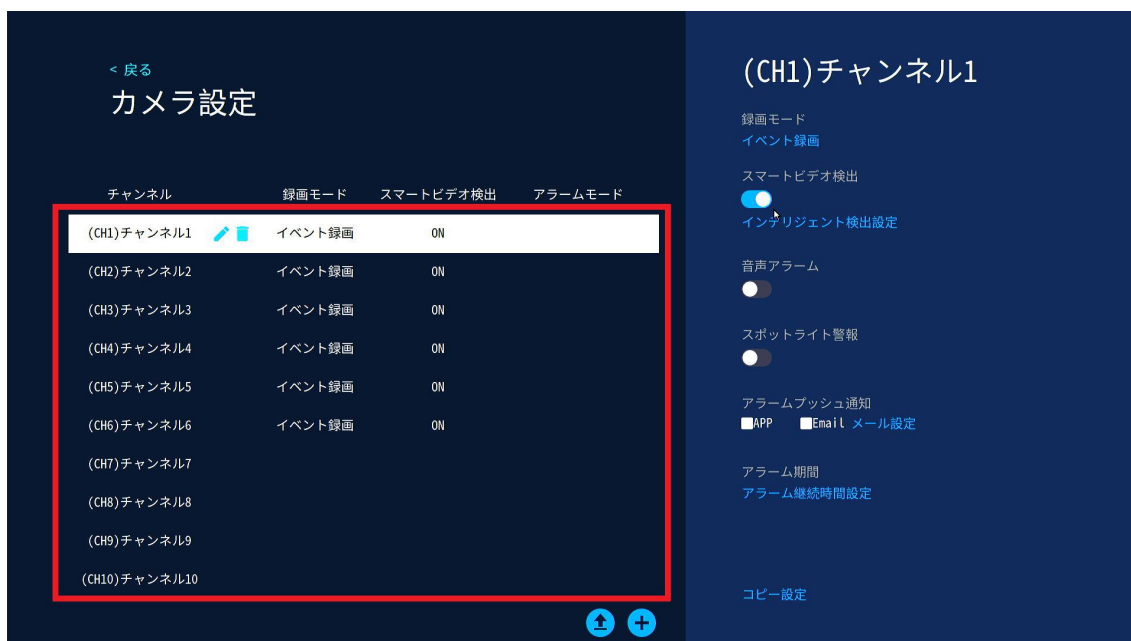 < 戻る
カメラ設定
チャンネル 録画モード スマートビデオ検出 アラームモード
(CH1)チャンネル1 イベント録画 ON
(CH2)チャンネル2 イベント録画 ON
(CH3)チャンネル3 イベント録画 ON
(CH4)チャンネル4 イベント録画 ON
(CH5)チャンネル5 イベント録画 ON
(CH6)チャンネル6 イベント録画 ON
(CH7)チャンネル7
(CH8)チャンネル8
(CH9)チャンネル9
(CH10)チャンネル10
(CH1)チャンネル1
録画モード
イベント録画
スマートビデオ検出
インテリジェント検出設定
音声アラーム
スポットライト警報
アラームプッシュ通知
APP Email メール設定
アラーム期間
アラーム継続時間設定
コピー設定